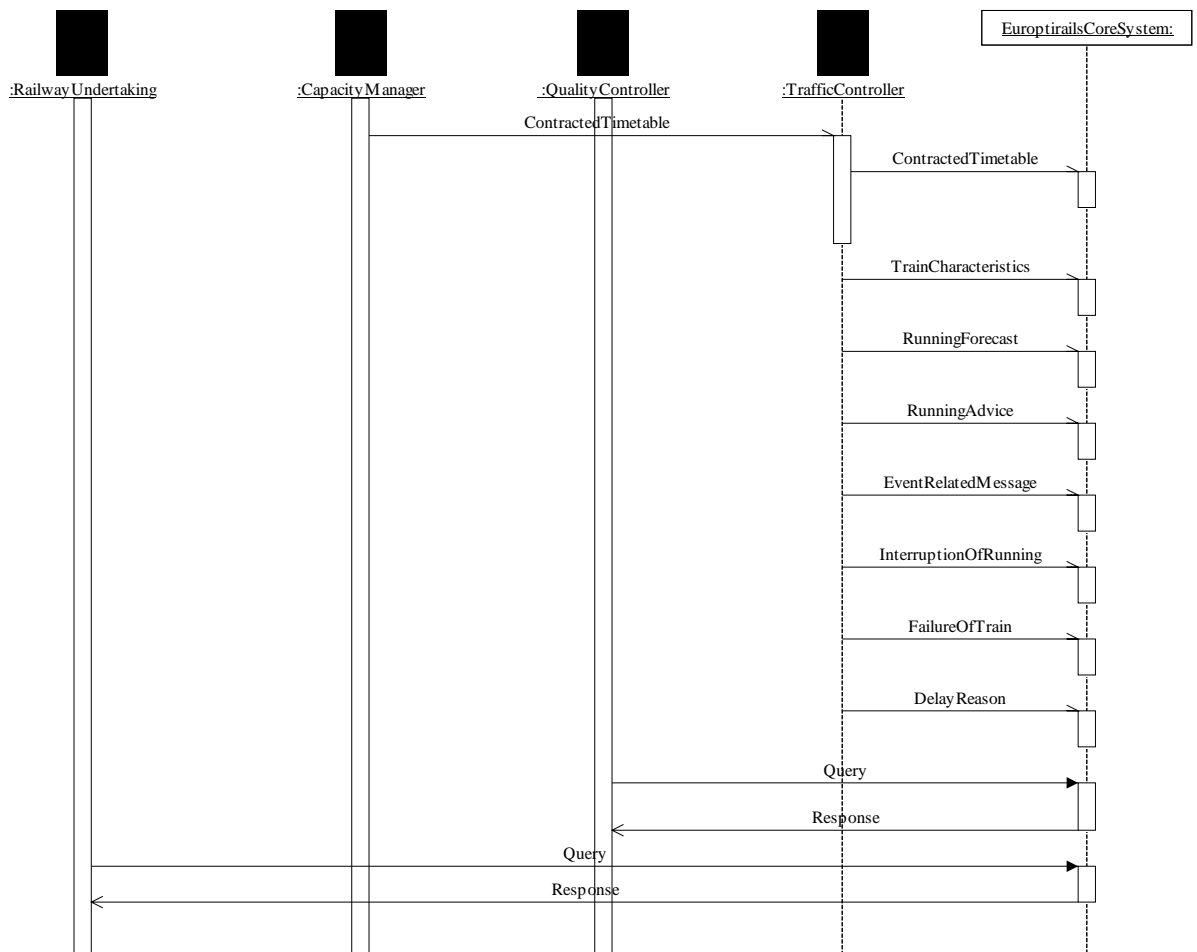 EuroptirailsCoreSystem:
:RailwayUndertaking
:CapacityManager
:QualityController
:TrafficController
ContractedTimetable
ContractedTimetable
TrainCharacteristics
RunningForecast
RunningAdvice
EventRelatedMessage
InterruptionOfRunning
FailureOfTrain
DelayReason
Query
Response
Query
Response